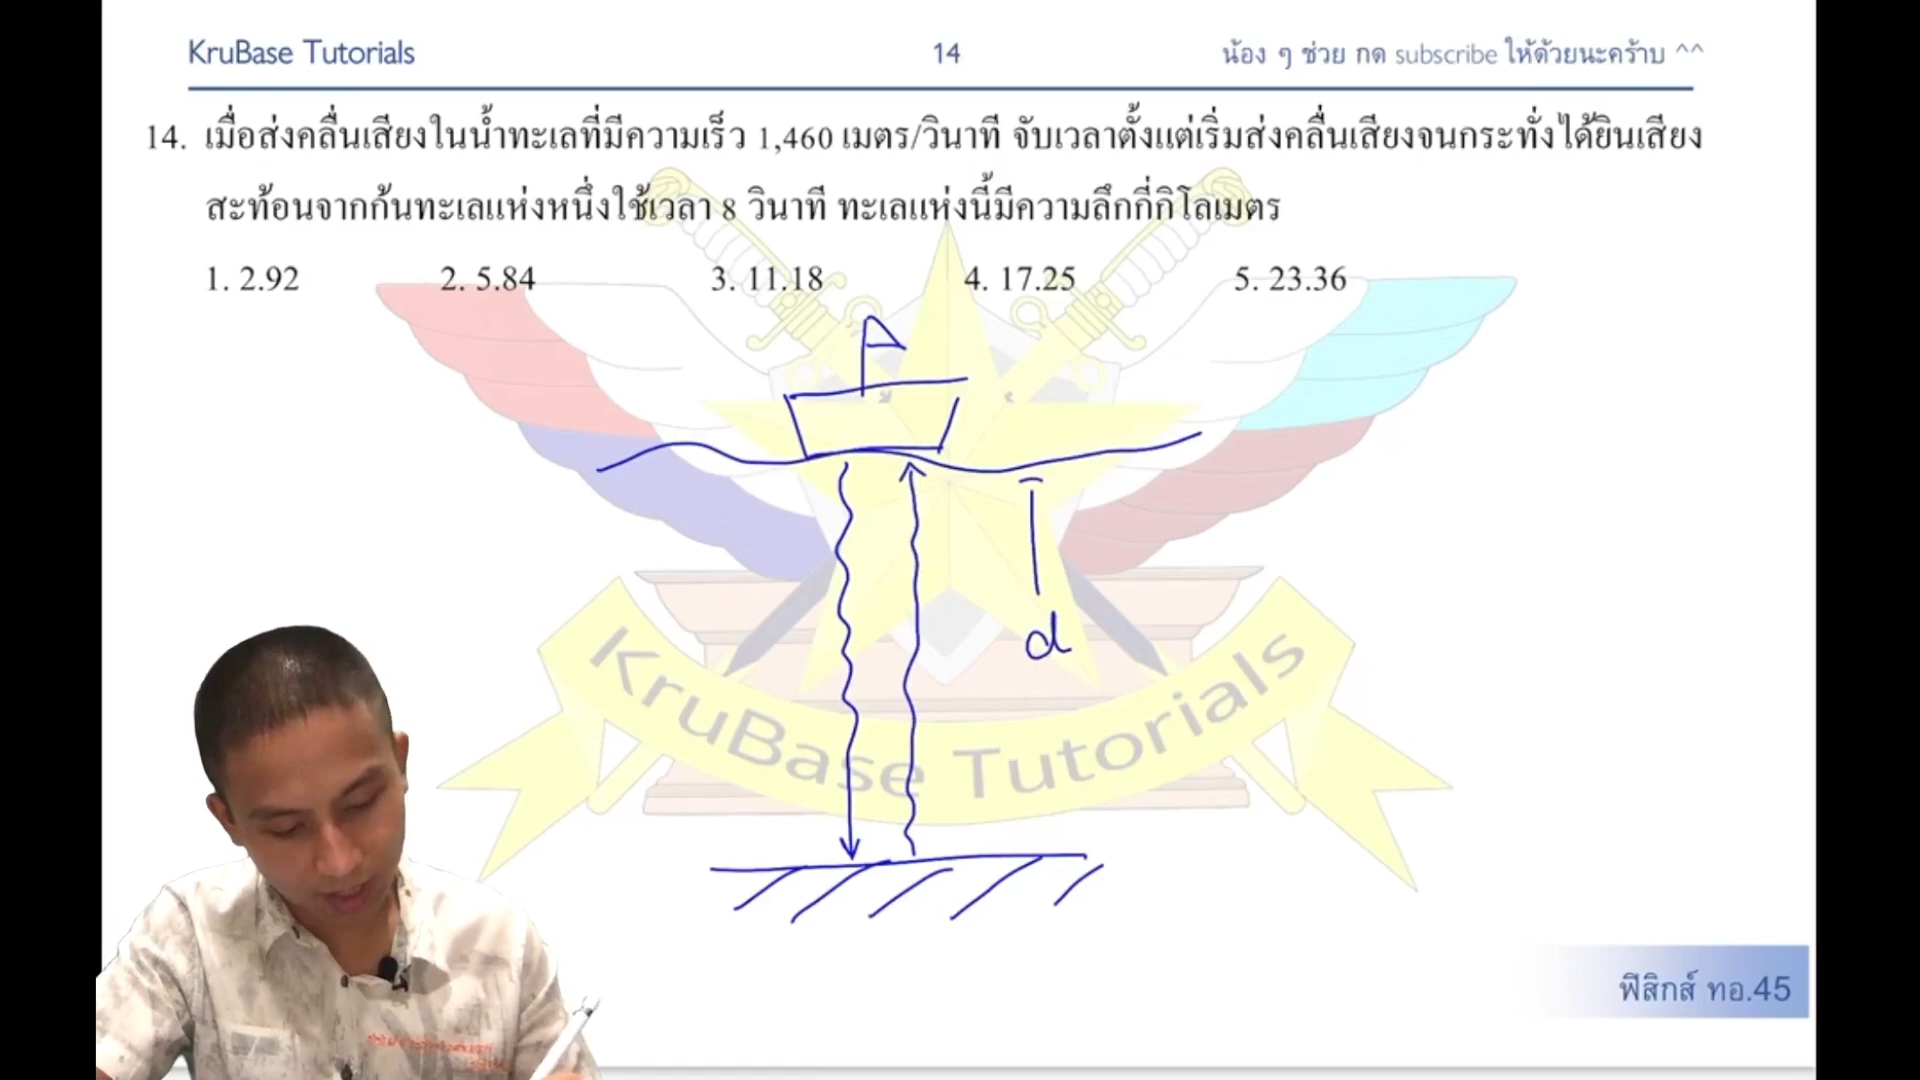 KruBase Tutorials
14
น้อง ๆ ช่วย กด subscribe ให้ด้วยนะคร้าบ ^^
14. เมื่อส่งคลื่นเสียงในน้ำทะเลที่มีความเร็ว 1,460 เมตร/วินาที จับเวลาตั้งแต่เริ่มส่งคลื่นเสียงจนกระทั่งได้ยินเสียง
สะท้อนจากก้นทะเลแห่งหนึ่งใช้เวลา 8 วินาที ทะเลแห่งนี้มีความลึกกี่กิโลเมตร
1. 2.92 2. 5.84 3. 11.18 4. 17.25 5. 23.36
d
KruBase Tutorials
ฟิสิกส์ ทอ.45